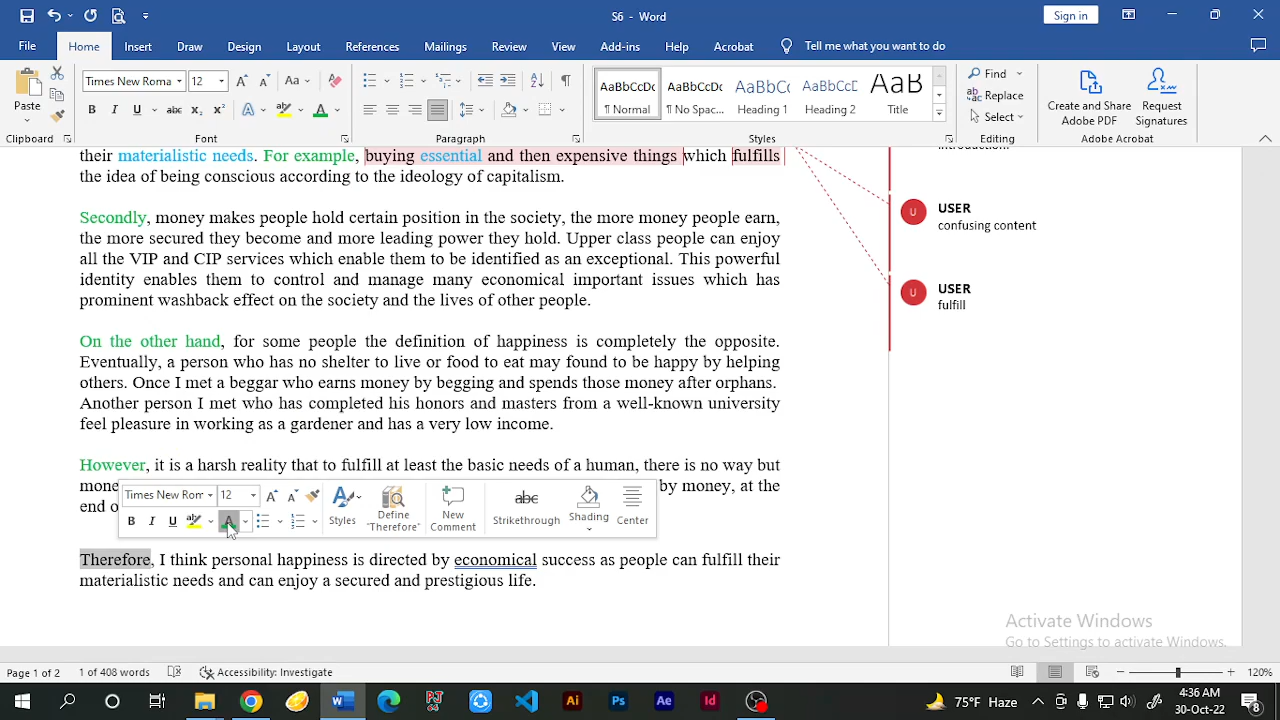 S6 - Word
Sign in
File Home Insert Draw Design Layout References Mailings Review View Add-ins Help Acrobat Tell me what you want to do
Paste
Times New Roma 12
Aa
B I U abc x₂ x² A A
Clipboard Font Paragraph Styles Editing Adobe Acrobat
AaBbCcDc AaBbCcDc AaBbCc AaBbCcD AaB
¶ Normal ¶ No Spac... Heading 1 Heading 2 Title
Find
Replace
Select
Create and Share
Adobe PDF
Request
Signatures
their materialistic needs. For example, buying essential and then expensive things which fulfills
the idea of being conscious according to the ideology of capitalism.
Secondly, money makes people hold certain position in the society, the more money people earn,
the more secured they become and more leading power they hold. Upper class people can enjoy
all the VIP and CIP services which enable them to be identified as an exceptional. This powerful
identity enables them to control and manage many economical important issues which has
prominent washback effect on the society and the lives of other people.
On the other hand, for some people the definition of happiness is completely the opposite.
Eventually, a person who has no shelter to live or food to eat may found to be happy by helping
others. Once I met a beggar who earns money by begging and spends those money after orphans.
Another person I met who has completed his honors and masters from a well-known university
feel pleasure in working as a gardener and has a very low income.
However, it is a harsh reality that to fulfill at least the basic needs of a human, there is no way but
mone by money, at the
end o
Times New Rom 12
B I U A
Styles
Define
"Therefore"
New
Comment
abc
Strikethrough
Shading
Center
Therefore, I think personal happiness is directed by economical success as people can fulfill their
materialistic needs and can enjoy a secured and prestigious life.
U USER
confusing content
U USER
fulfill
Activate Windows
Go to Settings to activate Windows.
Page 1 of 2 1 of 408 words Accessibility: Investigate 120%
Ai Ps Ae Id
75°F Haze
4:36 AM
30-Oct-22
8